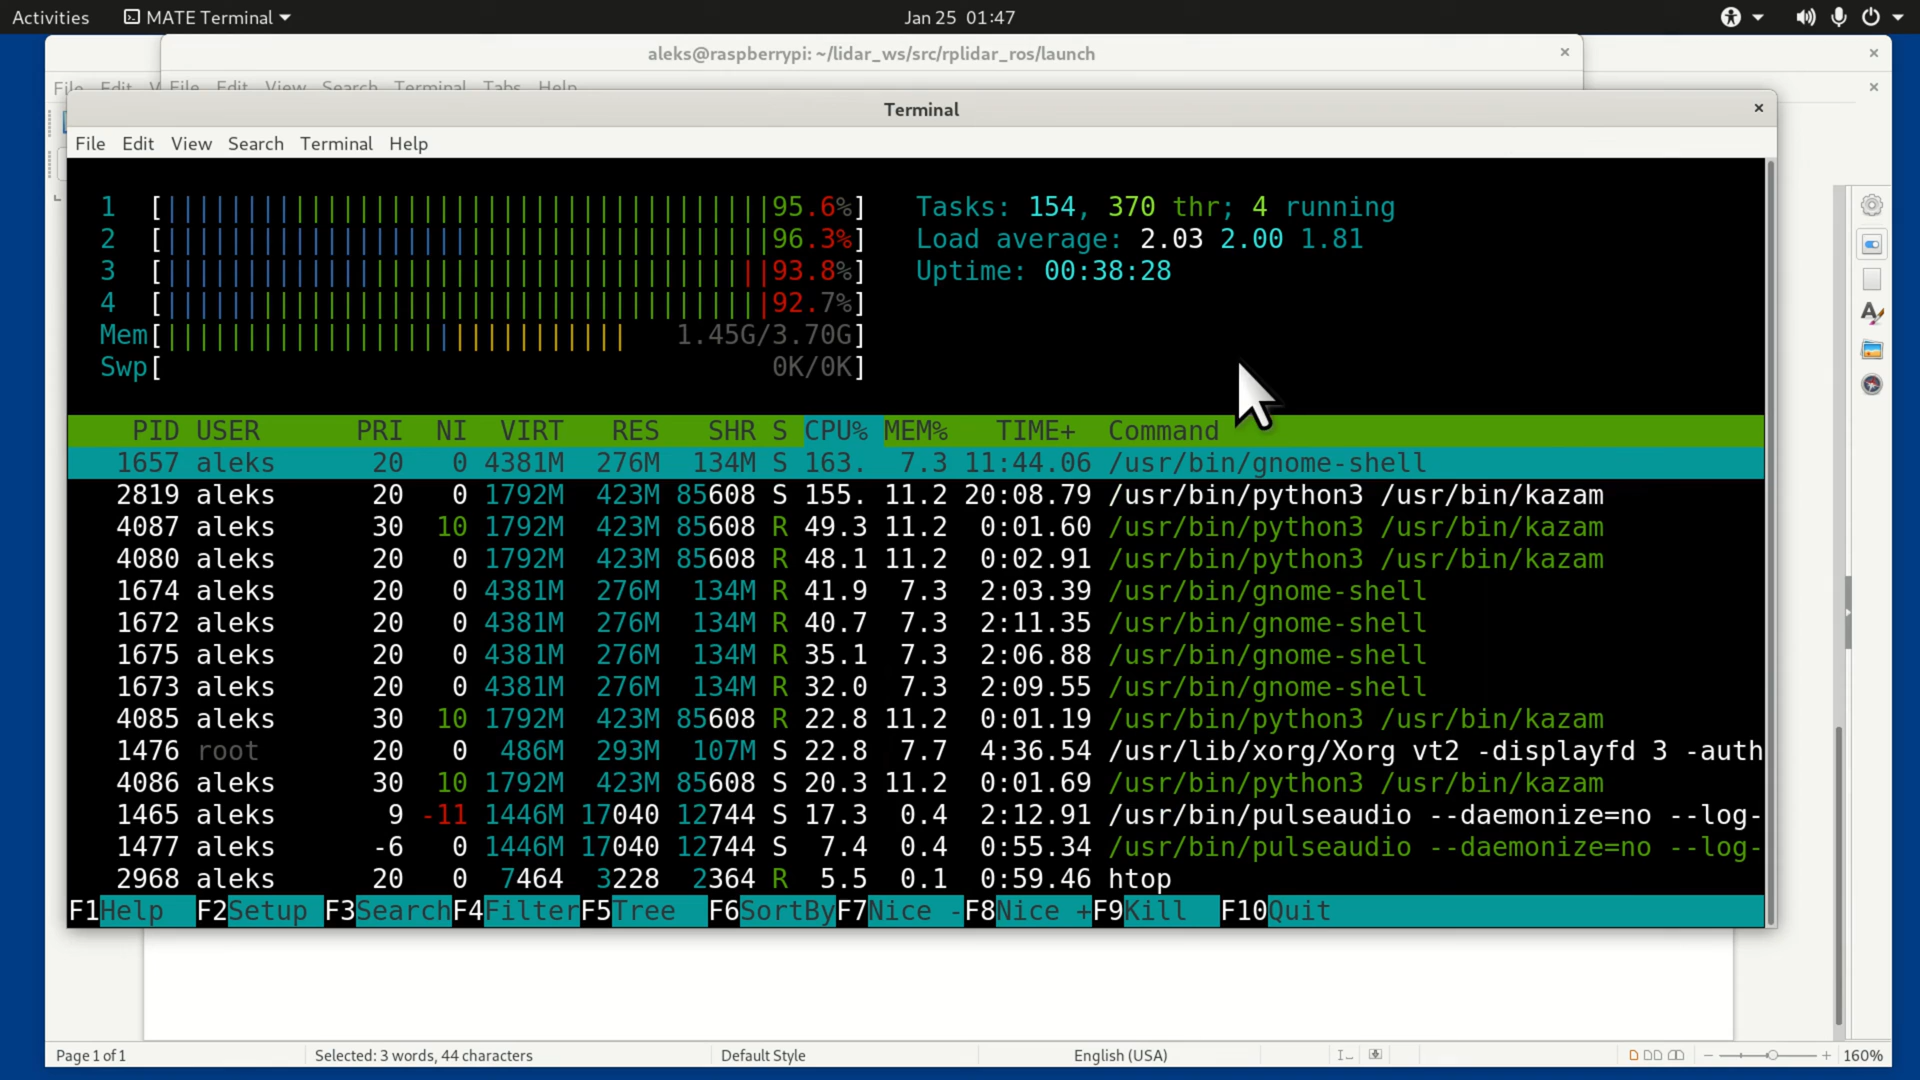 Activities MATE Terminal Jan 25 01:47
aleks@raspberrypi: ~/lidar_ws/src/rplidar_ros/launch
File Edit View Search Terminal Tabs Help
Terminal
File Edit View Search Terminal Help
1 [95.6%] Tasks: 154, 370 thr; 4 running
2 [96.3%] Load average: 2.03 2.00 1.81
3 [93.8%] Uptime: 00:38:28
4 [92.7%]
Mem[1.45G/3.70G]
Swp[0K/0K]
PID USER PRI NI VIRT RES SHR S CPU% MEM% TIME+ Command
1657 aleks 20 0 4381M 276M 134M S 163. 7.3 11:44.06 /usr/bin/gnome-shell
2819 aleks 20 0 1792M 423M 85608 S 155. 11.2 20:08.79 /usr/bin/python3 /usr/bin/kazam
4087 aleks 30 10 1792M 423M 85608 R 49.3 11.2 0:01.60 /usr/bin/python3 /usr/bin/kazam
4080 aleks 20 0 1792M 423M 85608 R 48.1 11.2 0:02.91 /usr/bin/python3 /usr/bin/kazam
1674 aleks 20 0 4381M 276M 134M R 41.9 7.3 2:03.39 /usr/bin/gnome-shell
1672 aleks 20 0 4381M 276M 134M R 40.7 7.3 2:11.35 /usr/bin/gnome-shell
1675 aleks 20 0 4381M 276M 134M R 35.1 7.3 2:06.88 /usr/bin/gnome-shell
1673 aleks 20 0 4381M 276M 134M R 32.0 7.3 2:09.55 /usr/bin/gnome-shell
4085 aleks 30 10 1792M 423M 85608 R 22.8 11.2 0:01.19 /usr/bin/python3 /usr/bin/kazam
1476 root 20 0 486M 293M 107M S 22.8 7.7 4:36.54 /usr/lib/xorg/Xorg vt2 -displayfd 3 -auth
4086 aleks 30 10 1792M 423M 85608 R 20.3 11.2 0:01.69 /usr/bin/python3 /usr/bin/kazam
1465 aleks 9 -11 1446M 17040 12744 S 17.3 0.4 2:12.91 /usr/bin/pulseaudio --daemonize=no --log-
1477 aleks -6 0 1446M 17040 12744 S 7.4 0.4 0:55.34 /usr/bin/pulseaudio --daemonize=no --log-
2968 aleks 20 0 7464 3228 2364 R 5.5 0.1 0:59.46 htop
F1Help F2Setup F3SearchF4FilterF5Tree F6SortByF7Nice -F8Nice +F9Kill F10Quit
Page 1 of 1 Selected: 3 words, 44 characters Default Style English (USA) 160%